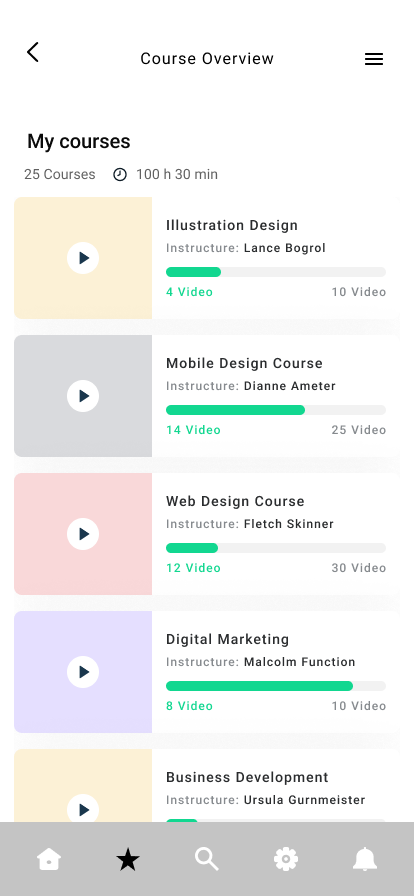 Course Overview
My courses
25 Courses 100 h 30 min
Illustration Design
Instructure: Lance Bogrol
4 Video 10 Video
Mobile Design Course
Instructure: Dianne Ameter
14 Video 25 Video
Web Design Course
Instructure: Fletch Skinner
12 Video 30 Video
Digital Marketing
Instructure: Malcolm Function
8 Video 10 Video
Business Development
Instructure: Ursula Gurnmeister